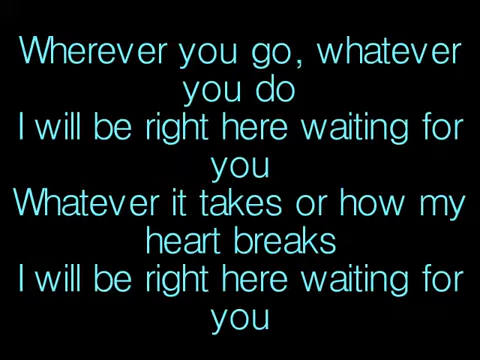 Wherever you go, whatever
you do
I will be right here waiting for
you
Whatever it takes or how my
heart breaks
I will be right here waiting for
you